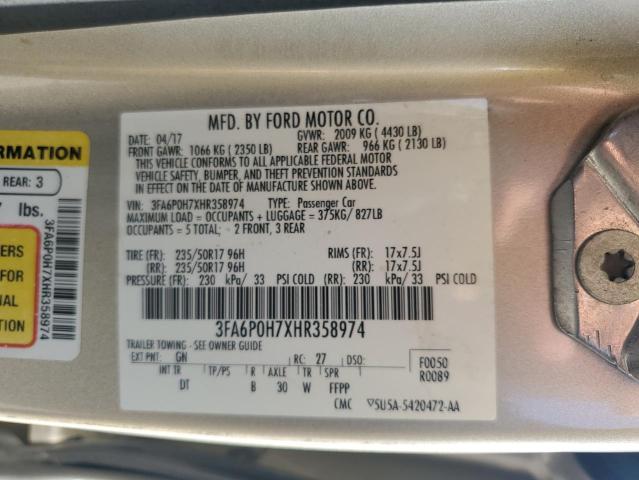 MFD. BY FORD MOTOR CO.
DATE: 04/17 GVWR: 2009 KG ( 4430 LB)
FRONT GAWR: 1066 KG ( 2350 LB) REAR GAWR: 966 KG ( 2130 LB)
THIS VEHICLE CONFORMS TO ALL APPLICABLE FEDERAL MOTOR
VEHICLE SAFETY, BUMPER, AND THEFT PREVENTION STANDARDS
IN EFFECT ON THE DATE OF MANUFACTURE SHOWN ABOVE.
VIN: 3FA6P0H7XHR358974 TYPE: Passenger Car
MAXIMUM LOAD = OCCUPANTS + LUGGAGE = 375KG/ 827LB
OCCUPANTS = 5 TOTAL: 2 FRONT, 3 REAR
TIRE (FR): 235/50R17 96H RIMS (FR): 17x7.5J
(RR): 235/50R17 96H (RR): 17x7.5J
PRESSURE (FR): 230 kPa/ 33 PSI COLD (RR): 230 kPa/ 33 PSI COLD
3FA6P0H7XHR358974
TRAILER TOWING - SEE OWNER GUIDE
EXT PNT: GN RC: 27 DSO: F0050
INT TR TP/PS R AXLE TR SPR R0089
DT B 30 W FFPP
CMC 5U5A-5420472-AA
RMATION
REAR: 3
lbs.
ERS
FOR
NAL
TION
3FA6P0H7XHR358974